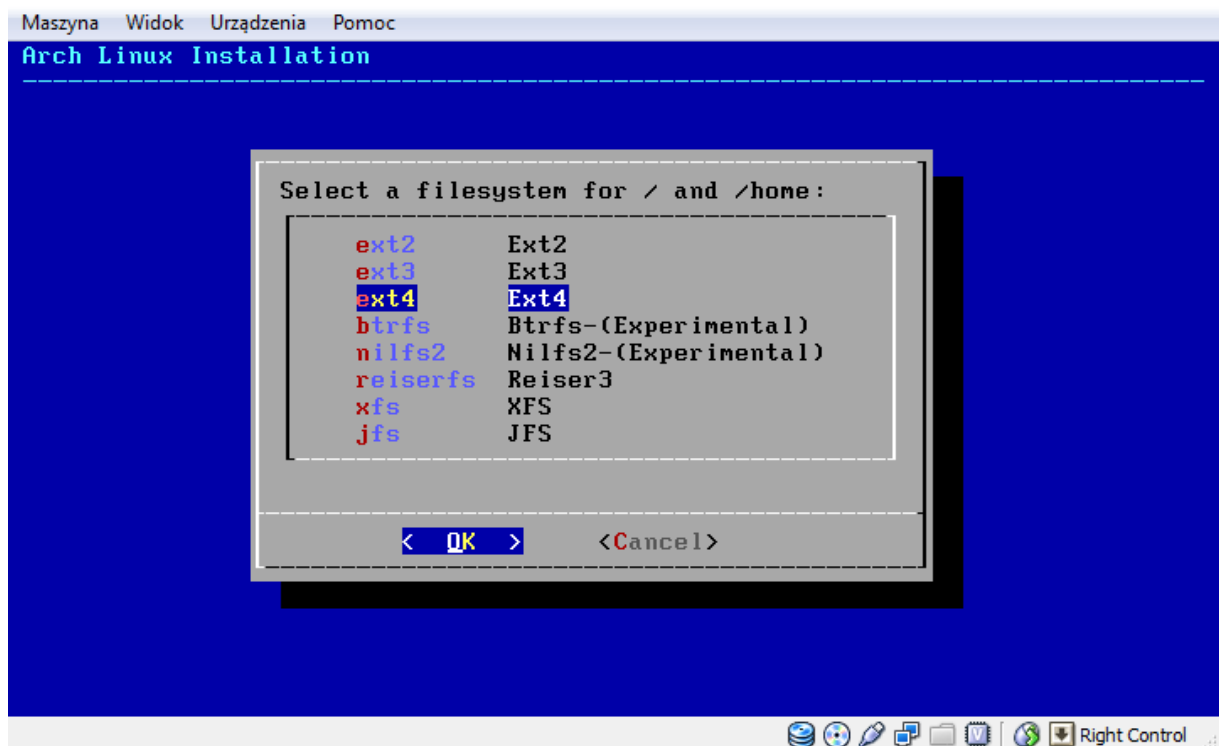 Maszyna Widok Urządzenia Pomoc
Arch Linux Installation
Select a filesystem for / and /home:
ext2 Ext2
ext3 Ext3
ext4 Ext4
btrfs Btrfs-(Experimental)
nilfs2 Nilfs2-(Experimental)
reiserfs Reiser3
xfs XFS
jfs JFS
< OK > <Cancel>
Right Control